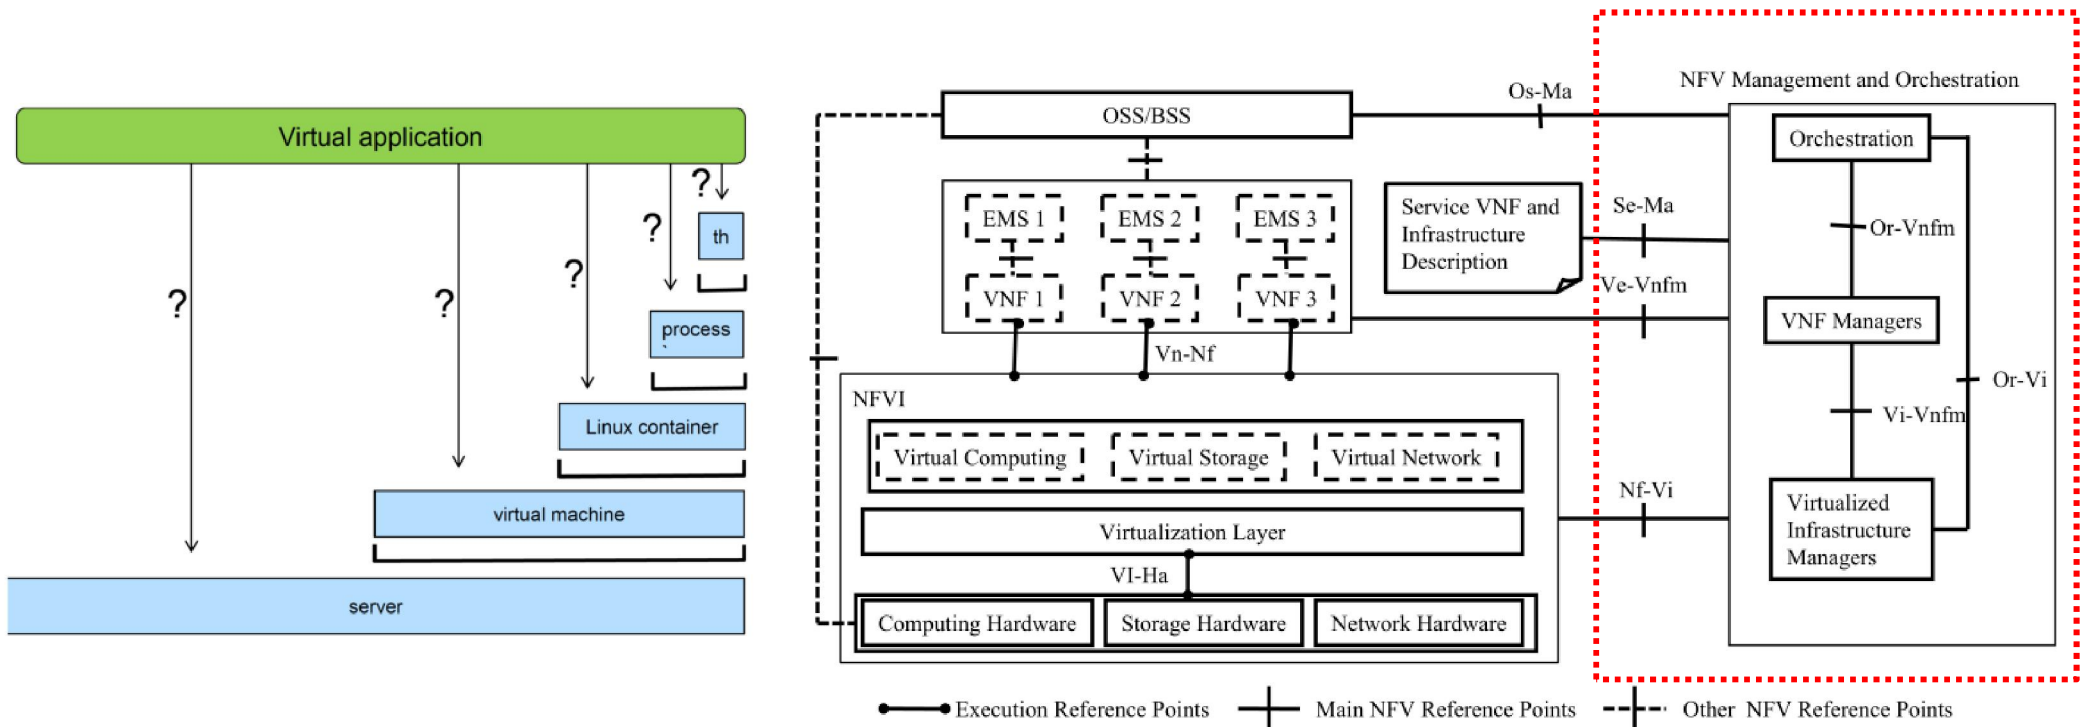 Virtual application
?
?
?
?
?
th
process
Linux container
virtual machine
server
NFV Management and Orchestration
Os-Ma
OSS/BSS
Orchestration
EMS 1
EMS 2
EMS 3
Service VNF and
Infrastructure
Description
Se-Ma
Or-Vnfm
VNF 1
VNF 2
VNF 3
Ve-Vnfm
VNF Managers
Vn-Nf
Or-Vi
NFVI
Vi-Vnfm
Virtual Computing
Virtual Storage
Virtual Network
Nf-Vi
Virtualized
Infrastructure
Managers
Virtualization Layer
VI-Ha
Computing Hardware
Storage Hardware
Network Hardware
Execution Reference Points
Main NFV Reference Points
Other NFV Reference Points